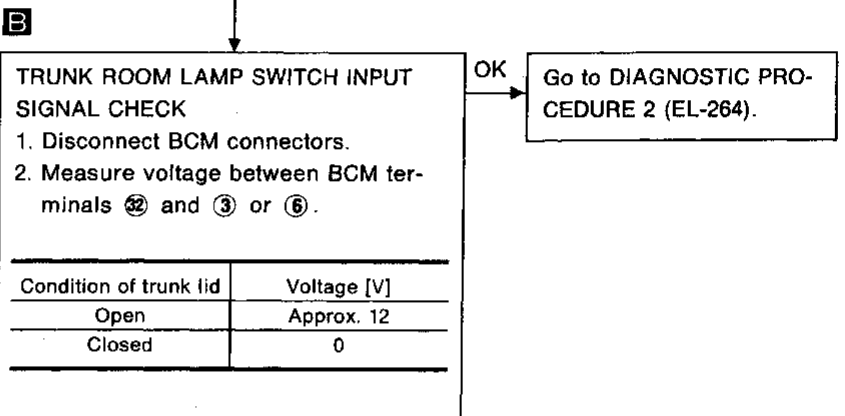 B
TRUNK ROOM LAMP SWITCH INPUT
SIGNAL CHECK
1. Disconnect BCM connectors.
2. Measure voltage between BCM ter-
minals ㉜ and ③ or ⑥.
Condition of trunk lid Voltage [V]
Open Approx. 12
Closed 0
OK
Go to DIAGNOSTIC PRO-
CEDURE 2 (EL-264).